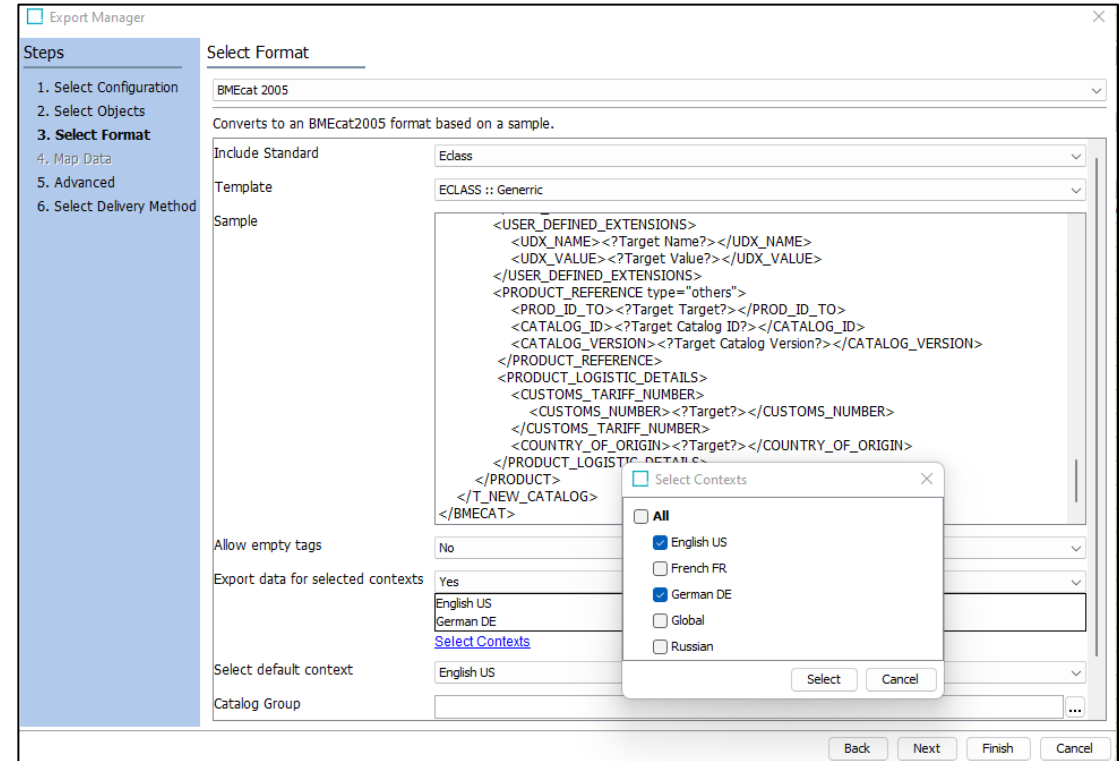 Export Manager
Steps
1. Select Configuration
2. Select Objects
3. Select Format
4. Map Data
5. Advanced
6. Select Delivery Method
Select Format
BMEcat 2005
Converts to an BMEcat2005 format based on a sample.
Include Standard
Eclass
Template
ECLASS :: Generric
Sample
<USER_DEFINED_EXTENSIONS>
<UDX_NAME><?Target Name?></UDX_NAME>
<UDX_VALUE><?Target Value?></UDX_VALUE>
</USER_DEFINED_EXTENSIONS>
<PRODUCT_REFERENCE type="others">
<PROD_ID_TO><?Target Target?></PROD_ID_TO>
<CATALOG_ID><?Target Catalog ID?></CATALOG_ID>
<CATALOG_VERSION><?Target Catalog Version?></CATALOG_VERSION>
</PRODUCT_REFERENCE>
<PRODUCT_LOGISTIC_DETAILS>
<CUSTOMS_TARIFF_NUMBER>
<CUSTOMS_NUMBER><?Target?></CUSTOMS_NUMBER>
</CUSTOMS_TARIFF_NUMBER>
<COUNTRY_OF_ORIGIN><?Target?></COUNTRY_OF_ORIGIN>
</PRODUCT_LOGISTIC_DETAILS>
</PRODUCT>
</T_NEW_CATALOG>
</BMECAT>
Allow empty tags
No
Export data for selected contexts
Yes
English US
German DE
Select Contexts
Select default context
English US
Catalog Group
...
Select Contexts
All
English US
French FR
German DE
Global
Russian
Select
Cancel
Back
Next
Finish
Cancel